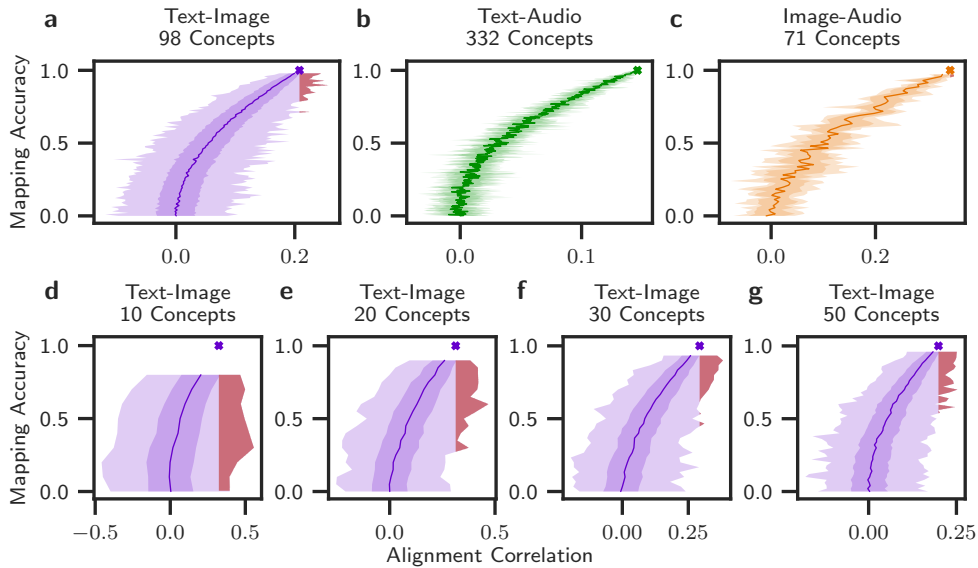 a Text-Image b Text-Audio c Image-Audio
98 Concepts 332 Concepts 71 Concepts
Mapping Accuracy
1.0 1.0 1.0
0.5 0.5 0.5
0.0 0.0 0.0
0.0 0.2 0.0 0.1 0.0 0.2
d Text-Image e Text-Image f Text-Image g Text-Image
10 Concepts 20 Concepts 30 Concepts 50 Concepts
Mapping Accuracy
1.0 1.0 1.0 1.0
0.5 0.5 0.5 0.5
0.0 0.0 0.0 0.0
−0.5 0.0 0.5 0.0 0.5 0.00 0.25 0.00 0.25
Alignment Correlation